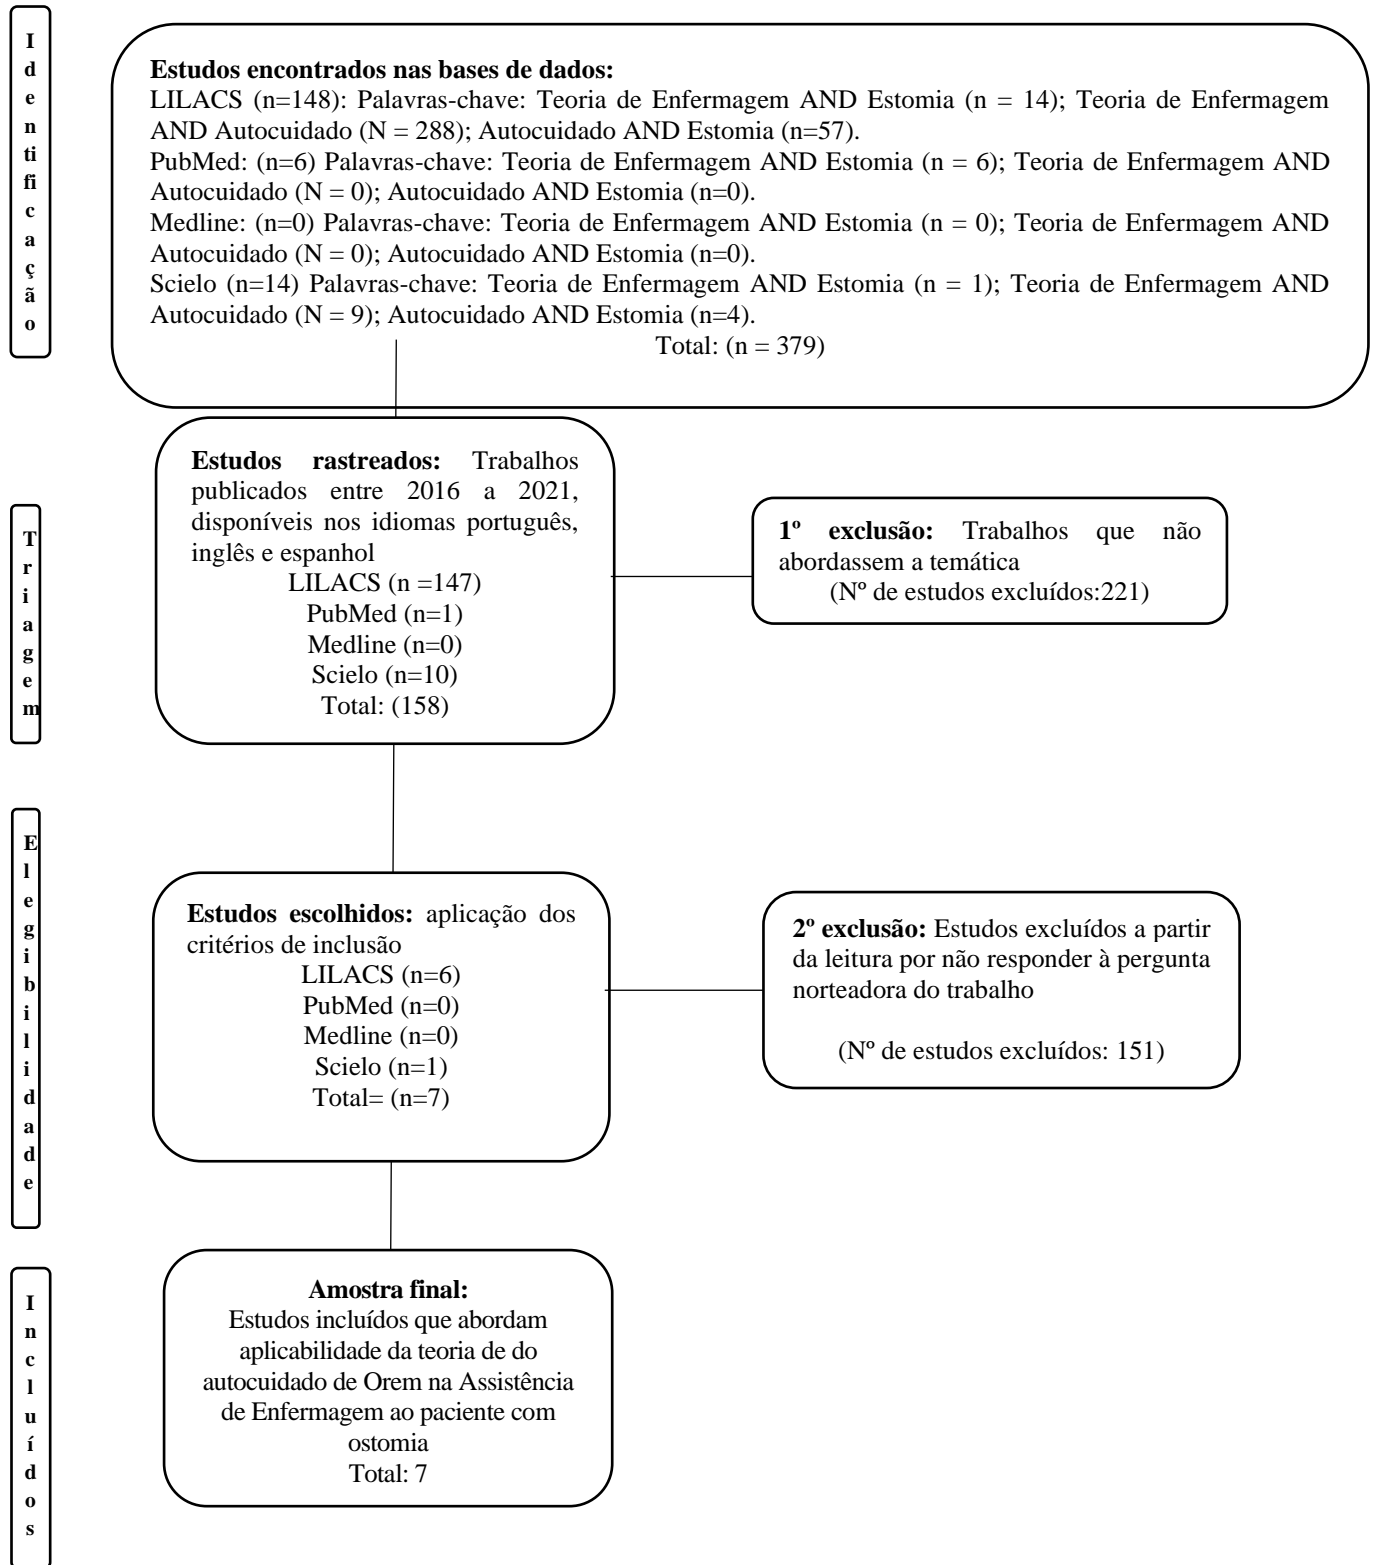 Identificação
Estudos encontrados nas bases de dados:
LILACS (n=148): Palavras-chave: Teoria de Enfermagem AND Estomia (n = 14); Teoria de Enfermagem
AND Autocuidado (N = 288); Autocuidado AND Estomia (n=57).
PubMed: (n=6) Palavras-chave: Teoria de Enfermagem AND Estomia (n = 6); Teoria de Enfermagem AND
Autocuidado (N = 0); Autocuidado AND Estomia (n=0).
Medline: (n=0) Palavras-chave: Teoria de Enfermagem AND Estomia (n = 0); Teoria de Enfermagem AND
Autocuidado (N = 0); Autocuidado AND Estomia (n=0).
Scielo (n=14) Palavras-chave: Teoria de Enfermagem AND Estomia (n = 1); Teoria de Enfermagem AND
Autocuidado (N = 9); Autocuidado AND Estomia (n=4).
Total: (n = 379)
Triagem
Estudos rastreados: Trabalhos
publicados entre 2016 a 2021,
disponíveis nos idiomas português,
inglês e espanhol
LILACS (n =147)
PubMed (n=1)
Medline (n=0)
Scielo (n=10)
Total: (158)
1º exclusão: Trabalhos que não
abordassem a temática
(Nº de estudos excluídos:221)
Elegibilidade
Estudos escolhidos: aplicação dos
critérios de inclusão
LILACS (n=6)
PubMed (n=0)
Medline (n=0)
Scielo (n=1)
Total= (n=7)
2º exclusão: Estudos excluídos a partir
da leitura por não responder à pergunta
norteadora do trabalho
(Nº de estudos excluídos: 151)
Incluídos
Amostra final:
Estudos incluídos que abordam
aplicabilidade da teoria de do
autocuidado de Orem na Assistência
de Enfermagem ao paciente com
ostomia
Total: 7